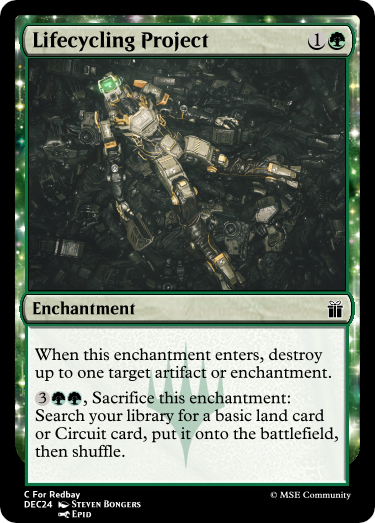 Lifecycling Project 1
Enchantment
When this enchantment enters, destroy
up to one target artifact or enchantment.
3, Sacrifice this enchantment:
Search your library for a basic land card
or Circuit card, put it onto the battlefield,
then shuffle.
C For Redbay
DEC24 Steven Bongers
Epid
© MSE Community